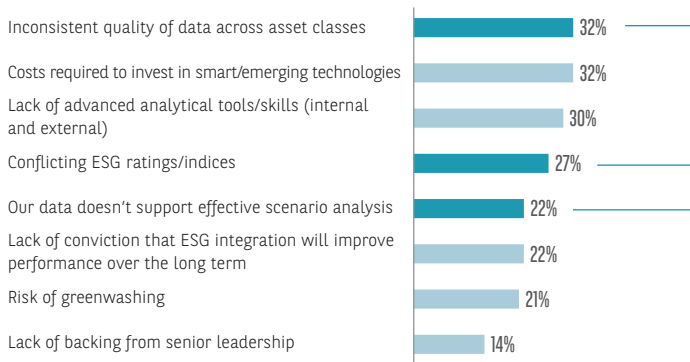 Inconsistent quality of data across asset classes
32%
Costs required to invest in smart/emerging technologies
32%
Lack of advanced analytical tools/skills (internal
and external)
30%
Conflicting ESG ratings/indices
27%
Our data doesn't support effective scenario analysis
22%
Lack of conviction that ESG integration will improve
performance over the long term
22%
Risk of greenwashing
21%
Lack of backing from senior leadership
14%